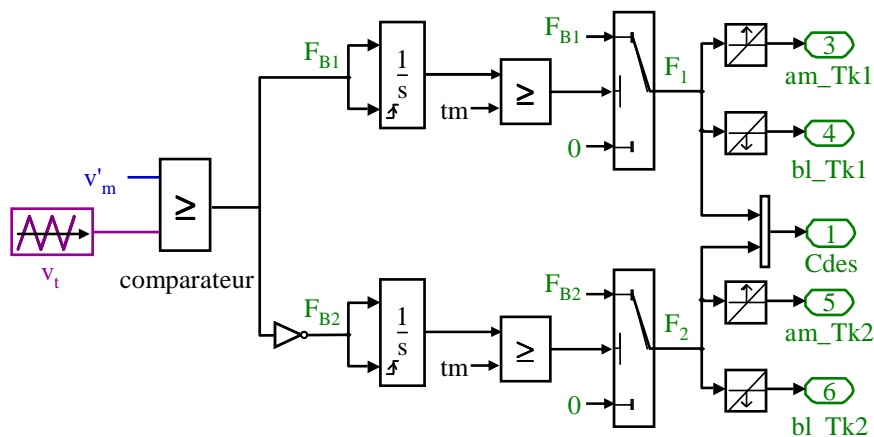 F_B1
F_B1
1
s
≥
tm
0
F_1
3
am_Tk1
4
bl_Tk1
v'_m
≥
v_t
comparateur
1
Cdes
F_B2
F_B2
1
s
≥
tm
0
F_2
5
am_Tk2
6
bl_Tk2